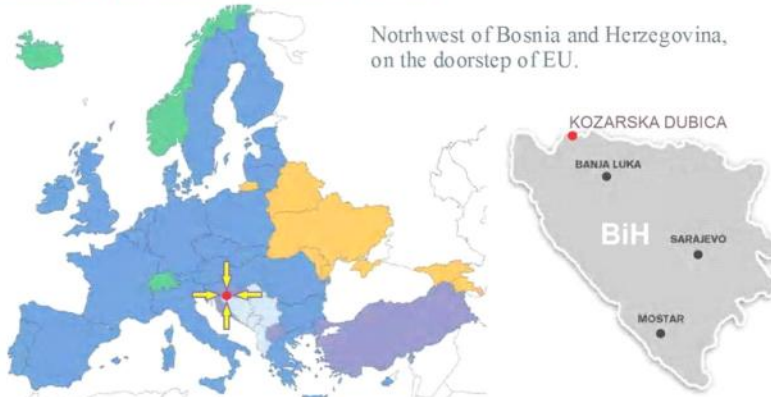 Notrhwest of Bosnia and Herzegovina,
on the doorstep of EU.
KOZARSKA DUBICA
BANJA LUKA
BiH
SARAJEVO
MOSTAR